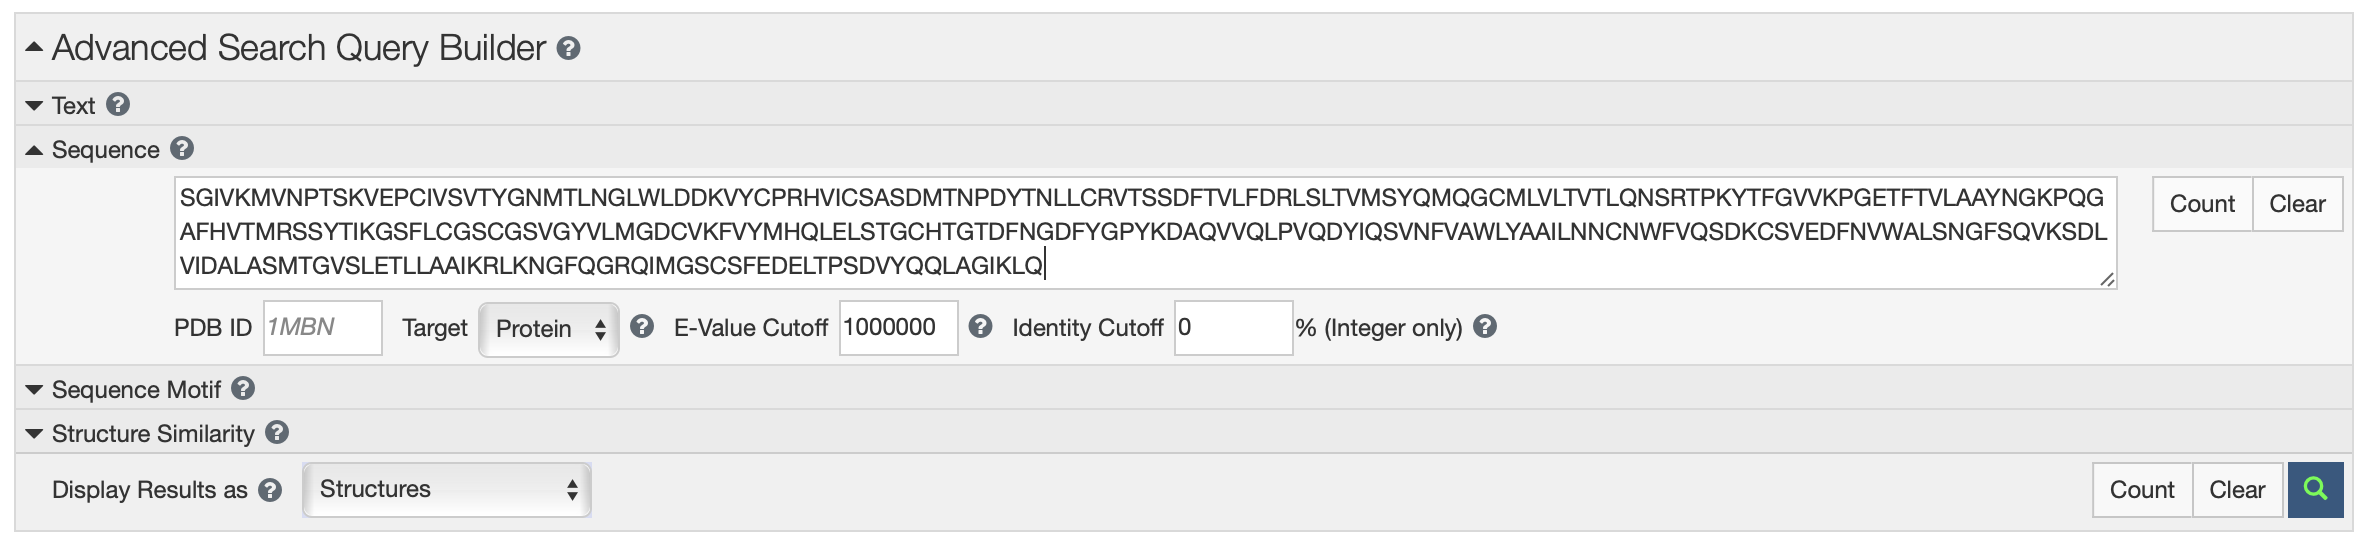 Advanced Search Query Builder ?
Text ?
Sequence ?
SGIVKMVNPTSKVEPCIVSVTYGNMTLNGLWLDDKVYCPRHVICSASDMTNPDYTNLLCRVTSSDFTVLFDRLSLTVMSYQMQGCMLVLTVTLQNSRTPKYTFGVVKPGETFTVLAAYNGKPQG
AFHVTMRSSYTIKGSFLCGSCGSVGYVLMGDCVKFVYMHQLELSTGCHTGTDFNGDFYGPYKDAQVVQLPVQDYIQSVNFVAWLYAAILNNCNWFVQSDKCSVEDFNVWALSNGFSQVKSDL
VIDALASMTGVSLETLLAAIKRLKNGFQGRQIMGSCSFEDELTPSDVYQQLAGIKLQ
Count Clear
PDB ID 1MBN Target Protein ? E-Value Cutoff 1000000 ? Identity Cutoff 0 % (Integer only) ?
Sequence Motif ?
Structure Similarity ?
Display Results as ? Structures Count Clear